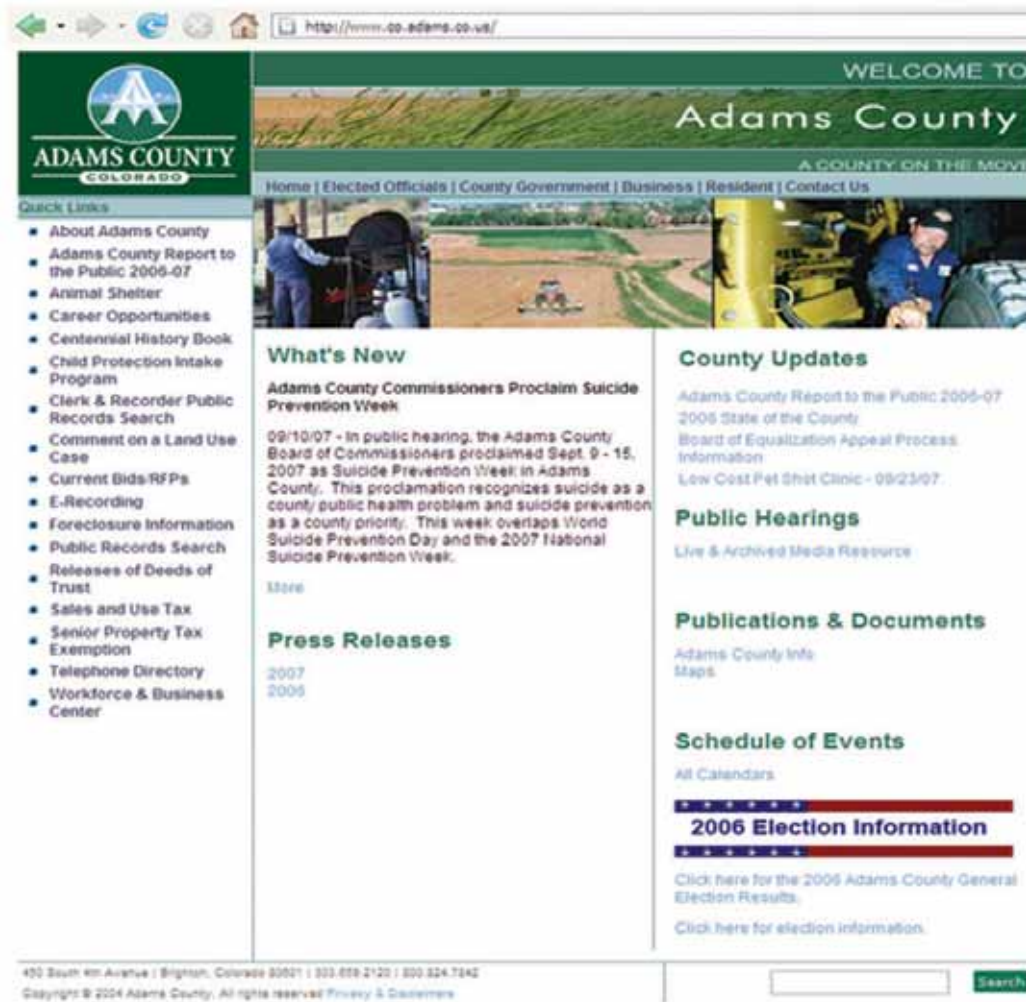 http://www.co.adams.co.us/
ADAMS COUNTY
COLORADO
WELCOME TO
Adams County
A COUNTY ON THE MOVE
Home | Elected Officials | County Government | Business | Resident | Contact Us
Quick Links
About Adams County
Adams County Report to
the Public 2006-07
Animal Shelter
Career Opportunities
Centennial History Book
Child Protection Intake
Program
Clerk & Recorder Public
Records Search
Comment on a Land Use
Case
Current Bids/RFPs
E-Recording
Foreclosure Information
Public Records Search
Releases of Deeds of
Trust
Sales and Use Tax
Senior Property Tax
Exemption
Telephone Directory
Workforce & Business
Center
What's New
Adams County Commissioners Proclaim Suicide
Prevention Week
09/10/07 - In public hearing, the Adams County
Board of Commissioners proclaimed Sept. 9 - 15,
2007 as Suicide Prevention Week in Adams
County. This proclamation recognizes suicide as a
county public health problem and suicide prevention
as a county priority. This week overlaps World
Suicide Prevention Day and the 2007 National
Suicide Prevention Week.
More
Press Releases
2007
2006
County Updates
Adams County Report to the Public 2006-07
2006 State of the County
Board of Equalization Appeal Process
Information
Low Cost Pet Shot Clinic - 09/23/07
Public Hearings
Live & Archived Media Resource
Publications & Documents
Adams County Info
Maps
Schedule of Events
All Calendars
2006 Election Information
Click here for the 2006 Adams County General
Election Results.
Click here for election information.
450 South 4th Avenue | Brighton, Colorado 80601 | 303.659.2120 | 800.824.7842
Copyright © 2004 Adams County, All rights reserved Privacy & Disclaimers
Search